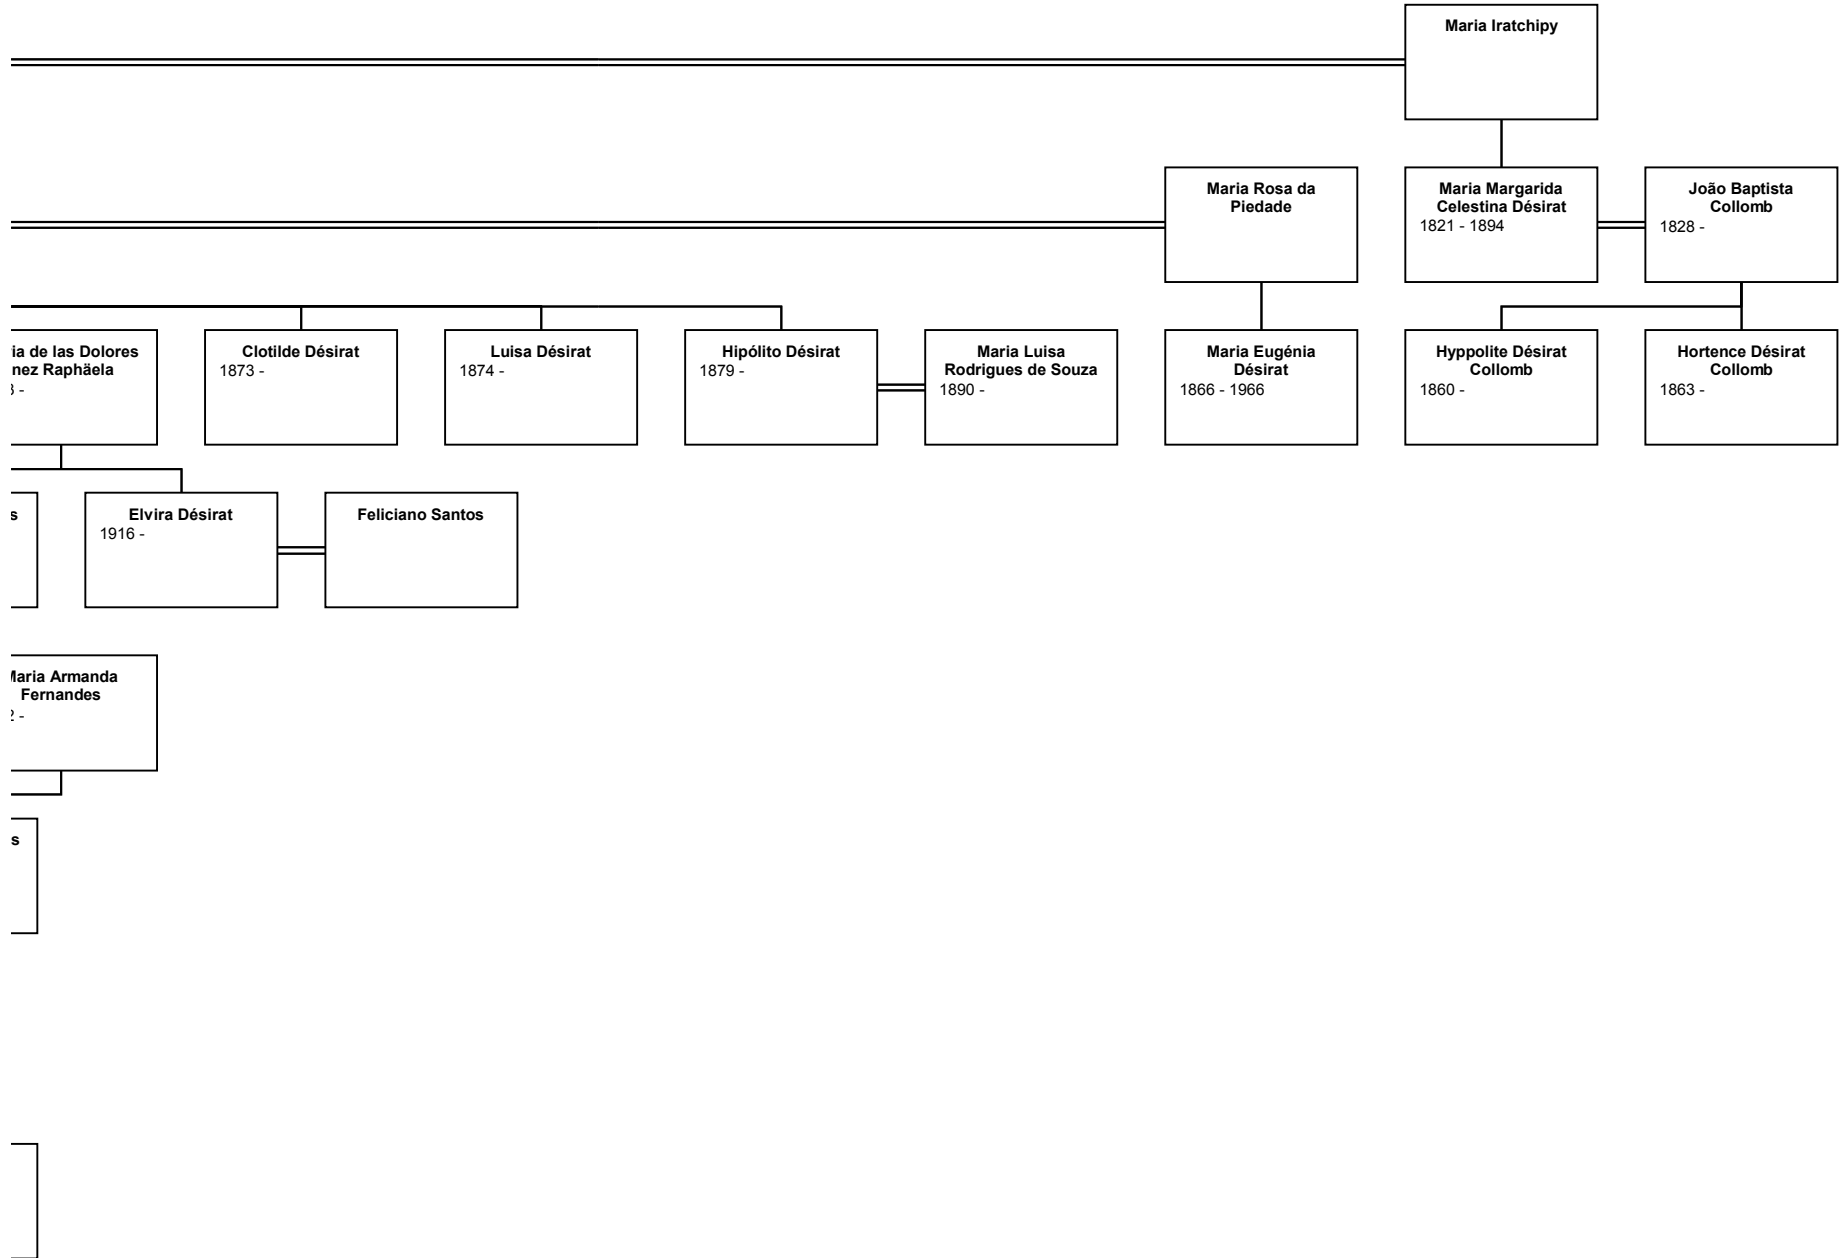 Maria Iratchipy
Maria Rosa da
Piedade
Maria Margarida
Celestina Désirat
1821 - 1894
João Baptista
Collomb
1828 -
de las Dolores
Raphäela
Clotilde Désirat
1873 -
Luisa Désirat
1874 -
Hipólito Désirat
1879 -
Maria Luisa
Rodrigues de Souza
1890 -
Maria Eugénia
Désirat
1866 - 1966
Hyppolite Désirat
Collomb
1860 -
Hortence Désirat
Collomb
1863 -
s
Elvira Désirat
1916 -
Feliciano Santos
Maria Armanda
Fernandes
s